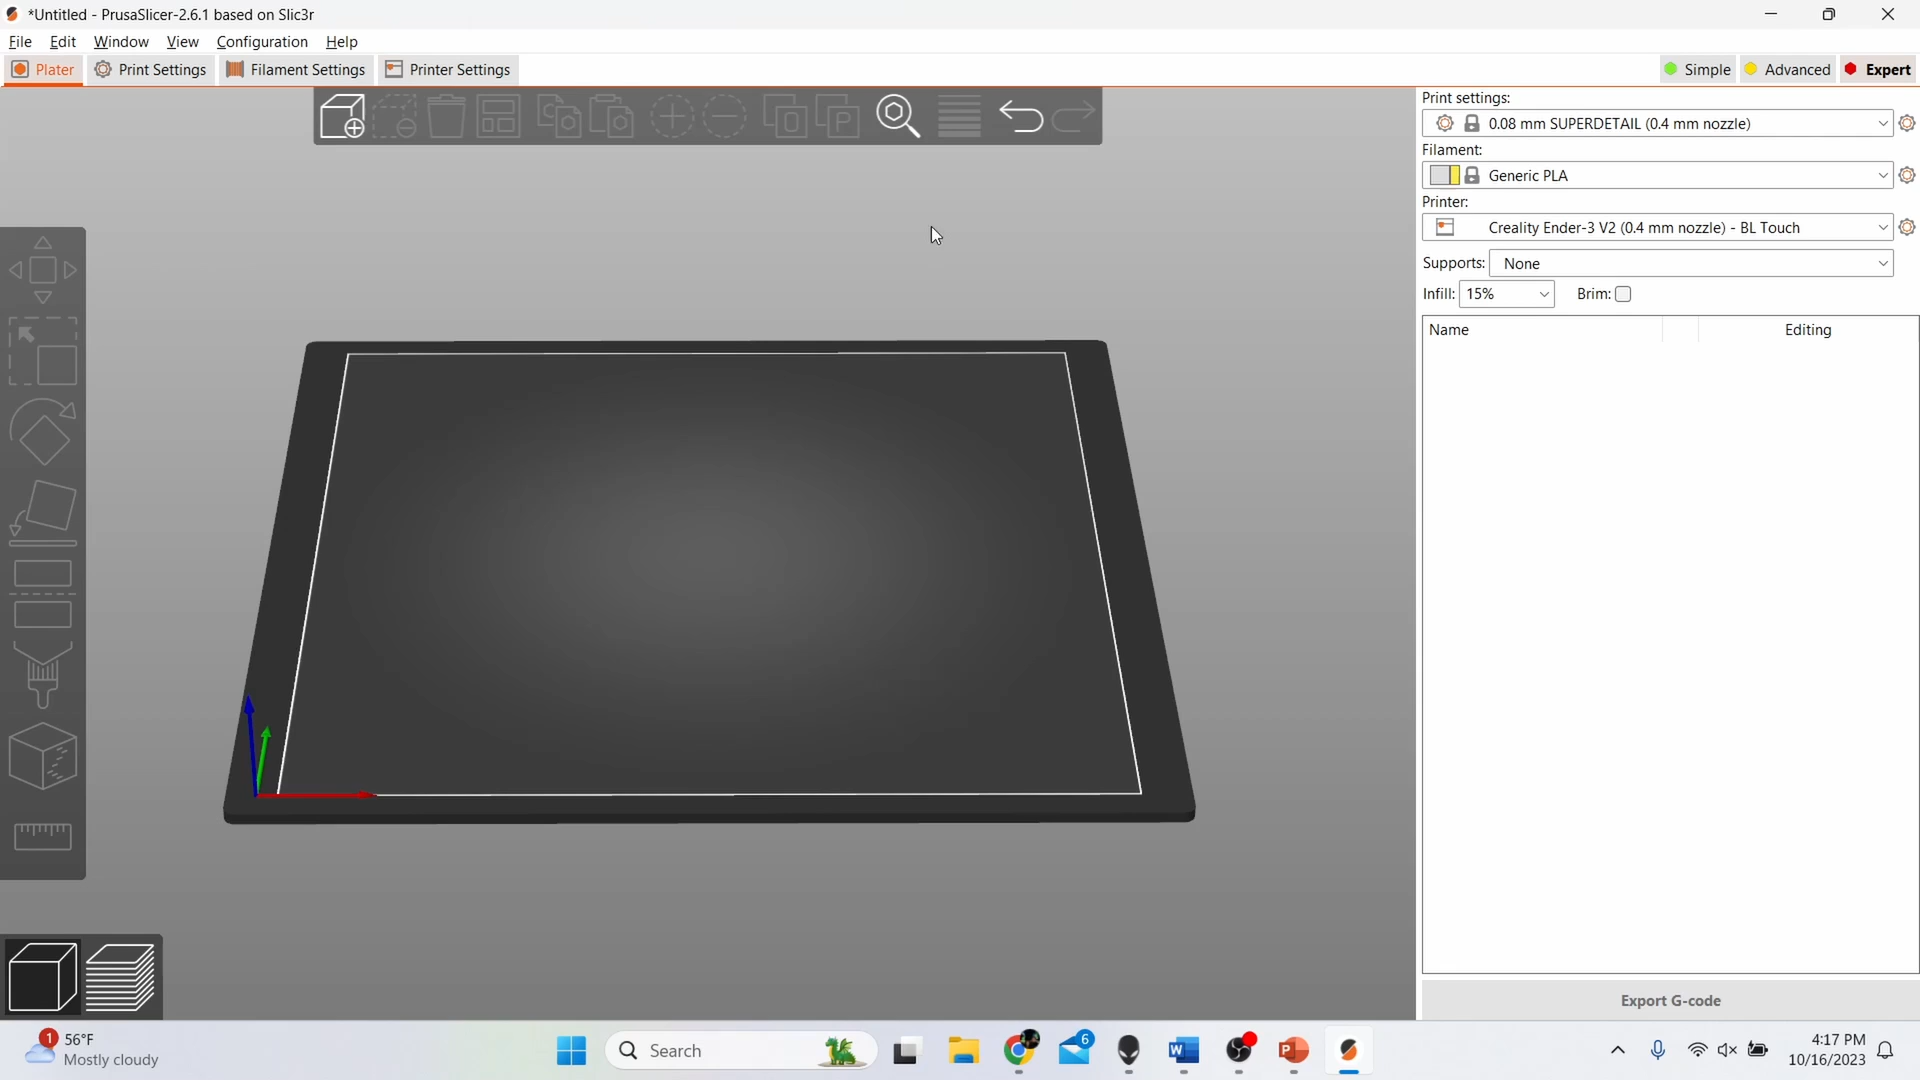 *Untitled - PrusaSlicer-2.6.1 based on Slic3r
File Edit Window View Configuration Help
Plater Print Settings Filament Settings Printer Settings Simple Advanced Expert
Print settings:
0.08 mm SUPERDETAIL (0.4 mm nozzle)
Filament:
Generic PLA
Printer:
Creality Ender-3 V2 (0.4 mm nozzle) - BL Touch
Supports: None
Infill: 15% Brim:
Name Editing
Export G-code
1 56°F
Mostly cloudy
Search
6
4:17 PM
10/16/2023